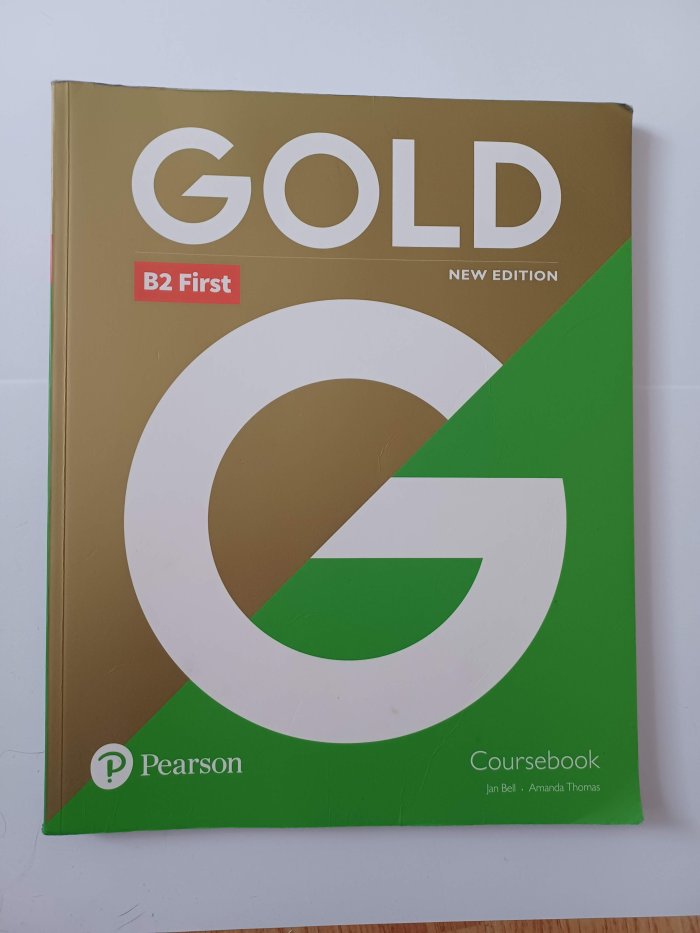 GOLD
B2 First
NEW EDITION
G
Pearson
Coursebook
Jan Bell • Amanda Thomas